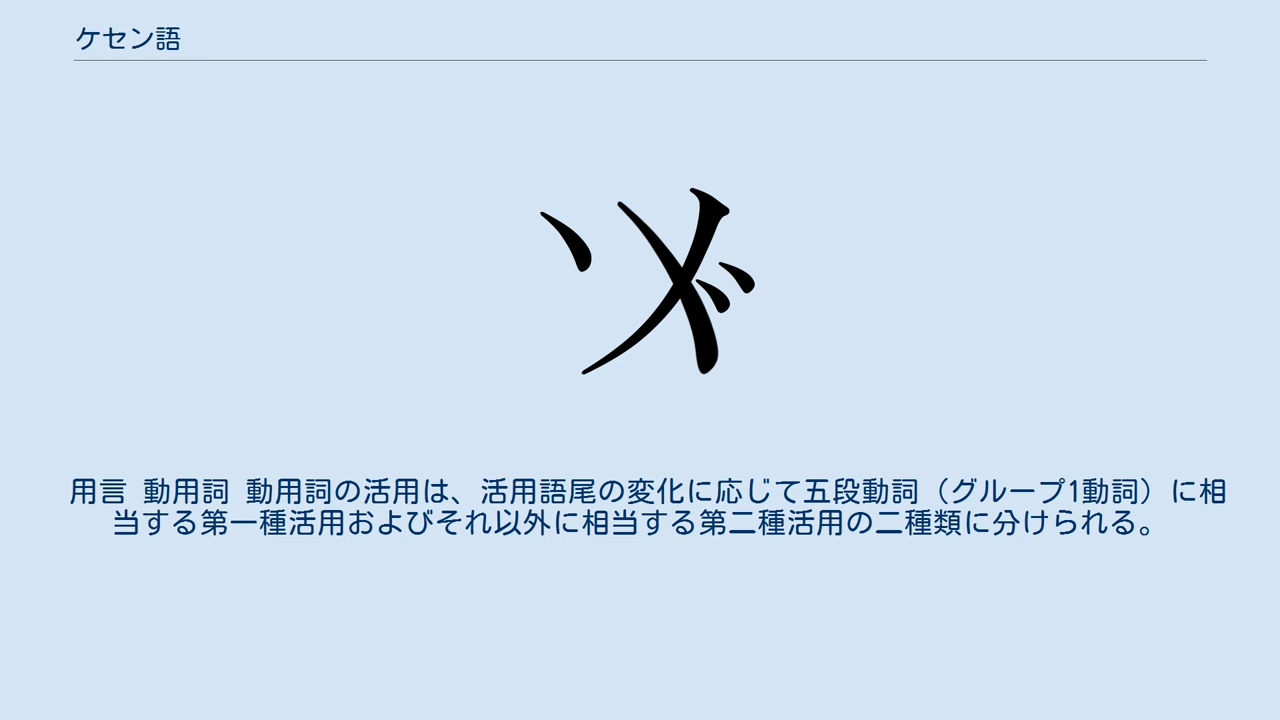 ケセン語
用言 動用詞 動用詞の活用は、活用語尾の変化に応じて五段動詞（グループ1動詞）に相
当する第一種活用およびそれ以外に相当する第二種活用の二種類に分けられる。